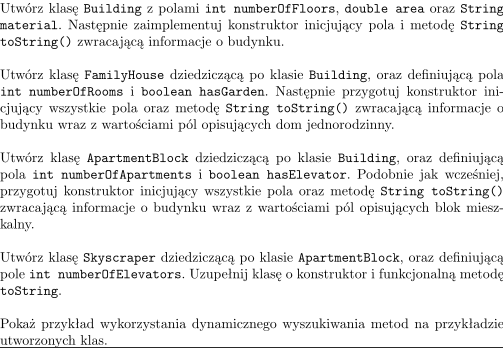 Utwórz klasę Building z polami int numberOfFloors, double area oraz String
material. Następnie zaimplementuj konstruktor inicjujący pola i metodę String
toString() zwracającą informacje o budynku.
Utwórz klasę FamilyHouse dziedziczącą po klasie Building, oraz definiującą pola
int numberOfRooms i boolean hasGarden. Następnie przygotuj konstruktor ini-
cjujący wszystkie pola oraz metodę String toString() zwracającą informacje o
budynku wraz z wartościami pól opisujących dom jednorodzinny.
Utwórz klasę ApartmentBlock dziedziczącą po klasie Building, oraz definiującą
pola int numberOfApartments i boolean hasElevator. Podobnie jak wcześniej,
przygotuj konstruktor inicjujący wszystkie pola oraz metodę String toString()
zwracającą informacje o budynku wraz z wartościami pól opisujących blok miesz-
kalny.
Utwórz klasę Skyscraper dziedziczącą po klasie ApartmentBlock, oraz definiującą
pole int numberOfElevators. Uzupełnij klasę o konstruktor i funkcjonalną metodę
toString.
Pokaż przykład wykorzystania dynamicznego wyszukiwania metod na przykładzie
utworzonych klas.